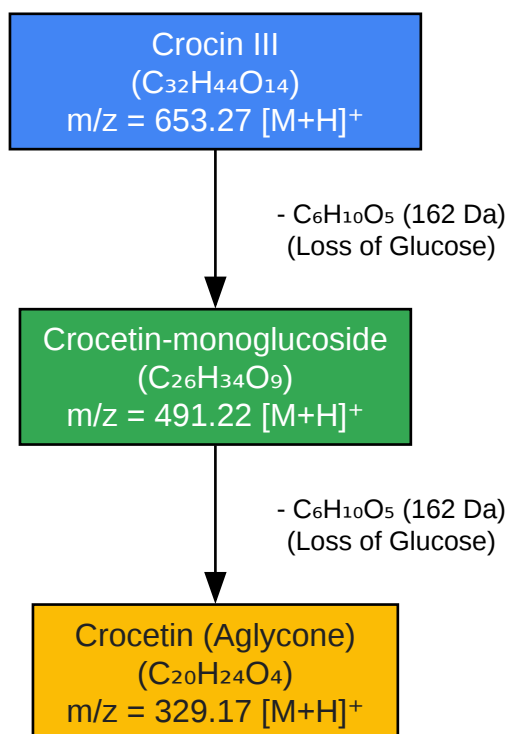 Crocin III
(C₃₂H₄₄O₁₄)
m/z = 653.27 [M+H]⁺
- C₆H₁₀O₅ (162 Da)
(Loss of Glucose)
Crocetin-monoglucoside
(C₂₆H₃₄O₉)
m/z = 491.22 [M+H]⁺
- C₆H₁₀O₅ (162 Da)
(Loss of Glucose)
Crocetin (Aglycone)
(C₂₀H₂₄O₄)
m/z = 329.17 [M+H]⁺